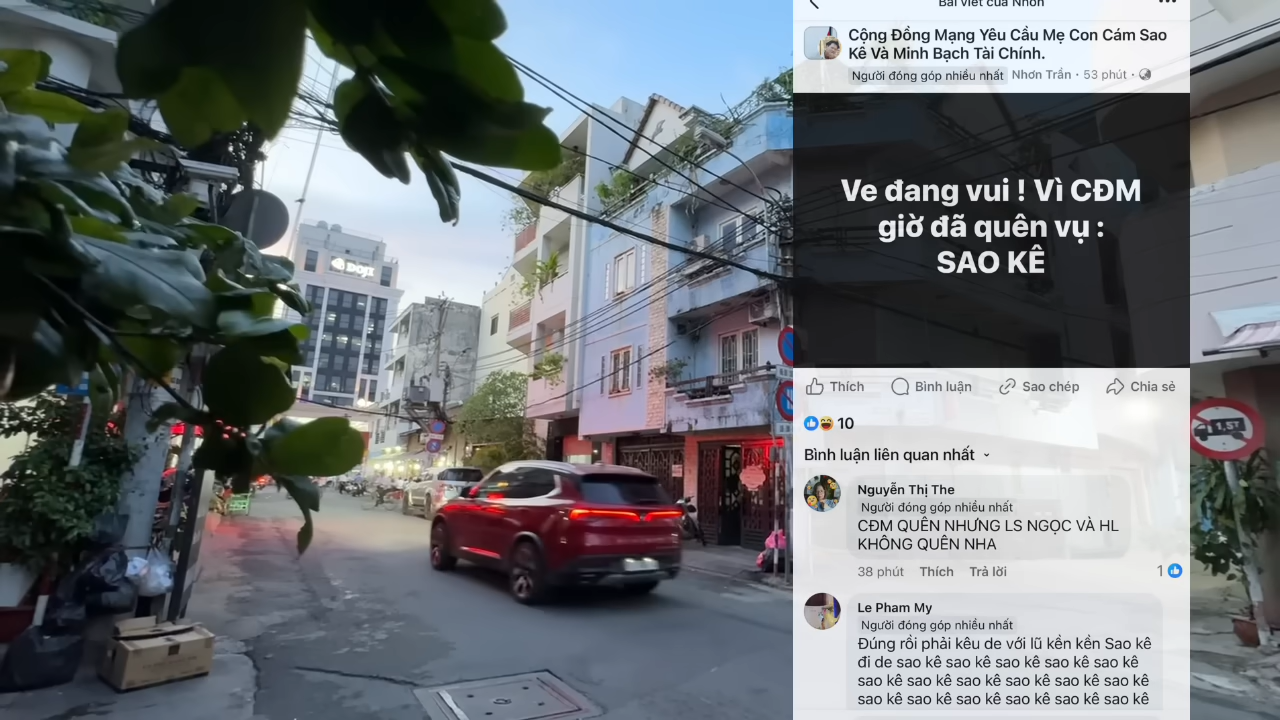 DOJI
1,5T
Bài viết của Nhơn
Cộng Đồng Mạng Yêu Cầu Mẹ Con Cám Sao
Kê Và Minh Bạch Tài Chính.
Người đóng góp nhiều nhất Nhơn Trần · 53 phút ·
Ve đang vui ! Vì CĐM
giờ đã quên vụ :
SAO KÊ
Thích Bình luận Sao chép Chia sẻ
10
Bình luận liên quan nhất
Nguyễn Thị The
Người đóng góp nhiều nhất
CĐM QUÊN NHƯNG LS NGỌC VÀ HL
KHÔNG QUÊN NHA
38 phút Thích Trả lời 1
Le Pham My
Người đóng góp nhiều nhất
Đúng rồi phải kêu de với lũ kền kền Sao kê
đi de sao kê sao kê sao kê sao kê sao kê
sao kê sao kê sao kê sao kê sao kê sao kê
sao kê sao kê sao kê sao kê sao kê sao kê